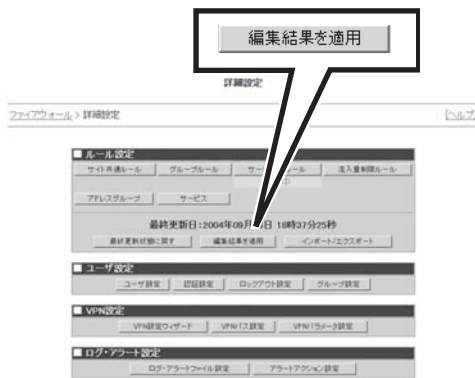 編集結果を適用
詳細設定
ファイアウォール > 詳細設定
[ヘルプ
■ ルール設定
サイト共通ルール グループルール 流入量制限ルール
アドレスグループ サービス
最終更新日:2004年09月 日 18時37分25秒
最終更新状態に戻す 編集結果を適用 インポート/エクスポート
■ ユーザ設定
ユーザ設定 認証設定 ロックアウト設定 グループ設定
■ VPN設定
VPN設定ウィザード VPNパス設定 VPNパラメータ設定
■ ログ・アラート設定
ログ・アラートファイル設定 アラートアクション設定